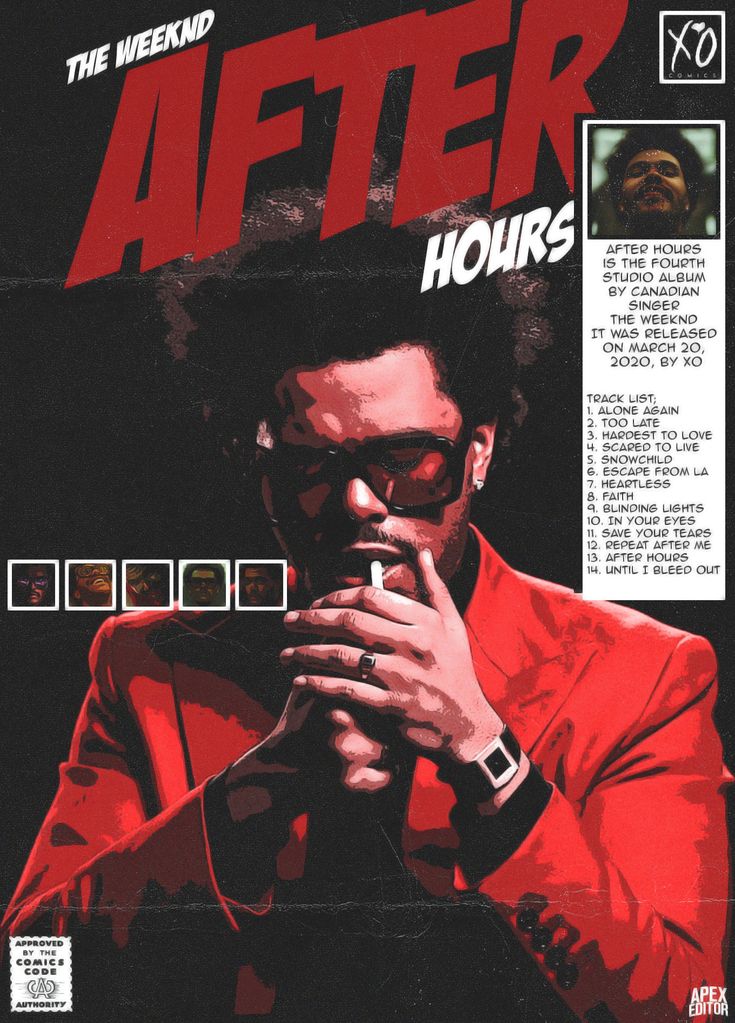 THE WEEKND
AFTER
HOURS
XO
COMICS
AFTER HOURS
IS THE FOURTH
STUDIO ALBUM
BY CANADIAN
SINGER
THE WEEKND
IT WAS RELEASED
ON MARCH 20,
2020, BY XO
TRACK LIST;
1. ALONE AGAIN
2. TOO LATE
3. HARDEST TO LOVE
4. SCARED TO LIVE
5. SNOWCHILD
6. ESCAPE FROM LA
7. HEARTLESS
8. FAITH
9. BLINDING LIGHTS
10. IN YOUR EYES
11. SAVE YOUR TEARS
12. REPEAT AFTER ME
13. AFTER HOURS
14. UNTIL I BLEED OUT
APPROVED
BY THE
COMICS
CODE
CA
AUTHORITY
APEX
EDITOR